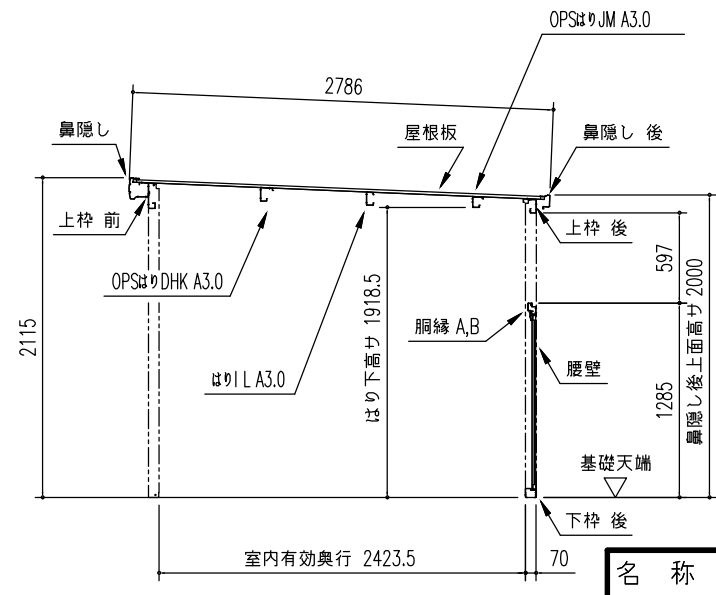 OPSはりJM A3.0
2786
鼻隠し
屋根板
鼻隠し 後
上枠 前
上枠 後
OPSはりDHK A3.0
597
はり下高サ 1918.5
鼻隠し後上面高サ 2000
2115
胴縁 A,B
はりIL A3.0
腰壁
1285
基礎天端
下枠 後
室内有効奥行 2423.5
70
名 称